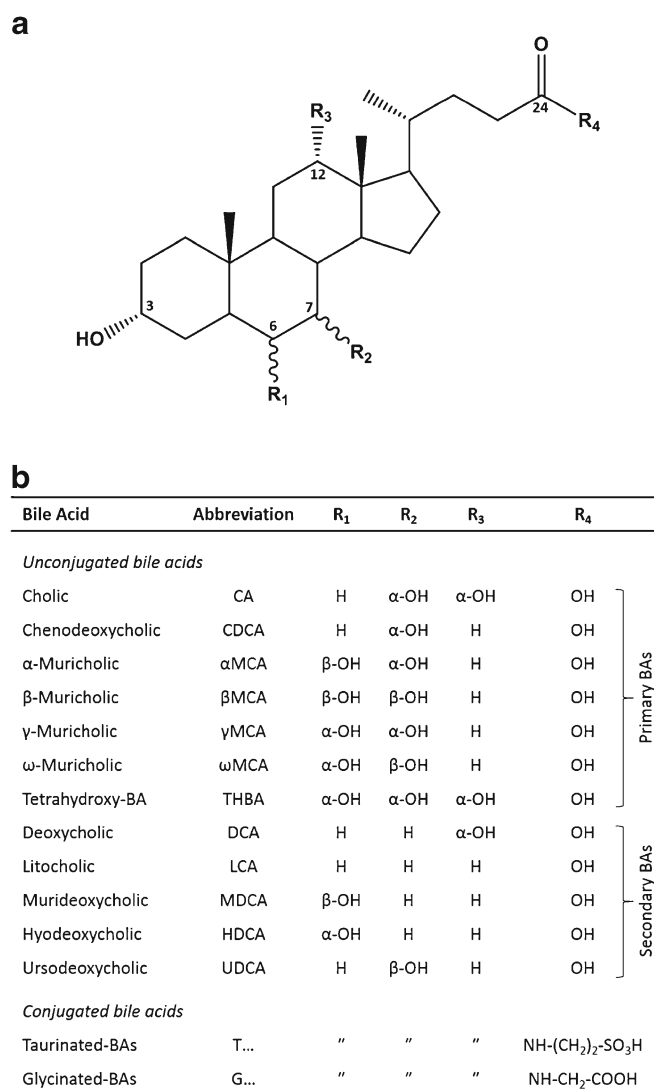 a
O
24
R4
R3
12
3
HO
7
6
R2
R1
b
Bile Acid Abbreviation R1 R2 R3 R4
Unconjugated bile acids
Cholic CA H α-OH α-OH OH
Chenodeoxycholic CDCA H α-OH H OH
α-Muricholic αMCA β-OH α-OH H OH
β-Muricholic βMCA β-OH β-OH H OH
γ-Muricholic γMCA α-OH α-OH H OH
ω-Muricholic ωMCA α-OH β-OH H OH
Tetrahydroxy-BA THBA α-OH α-OH α-OH OH
Primary BAs
Deoxycholic DCA H H α-OH OH
Litocholic LCA H H H OH
Murideoxycholic MDCA β-OH H H OH
Hyodeoxycholic HDCA α-OH H H OH
Ursodeoxycholic UDCA H β-OH H OH
Secondary BAs
Conjugated bile acids
Taurinated-BAs T... " " " NH-(CH2)2-SO3H
Glycinated-BAs G... " " " NH-CH2-COOH